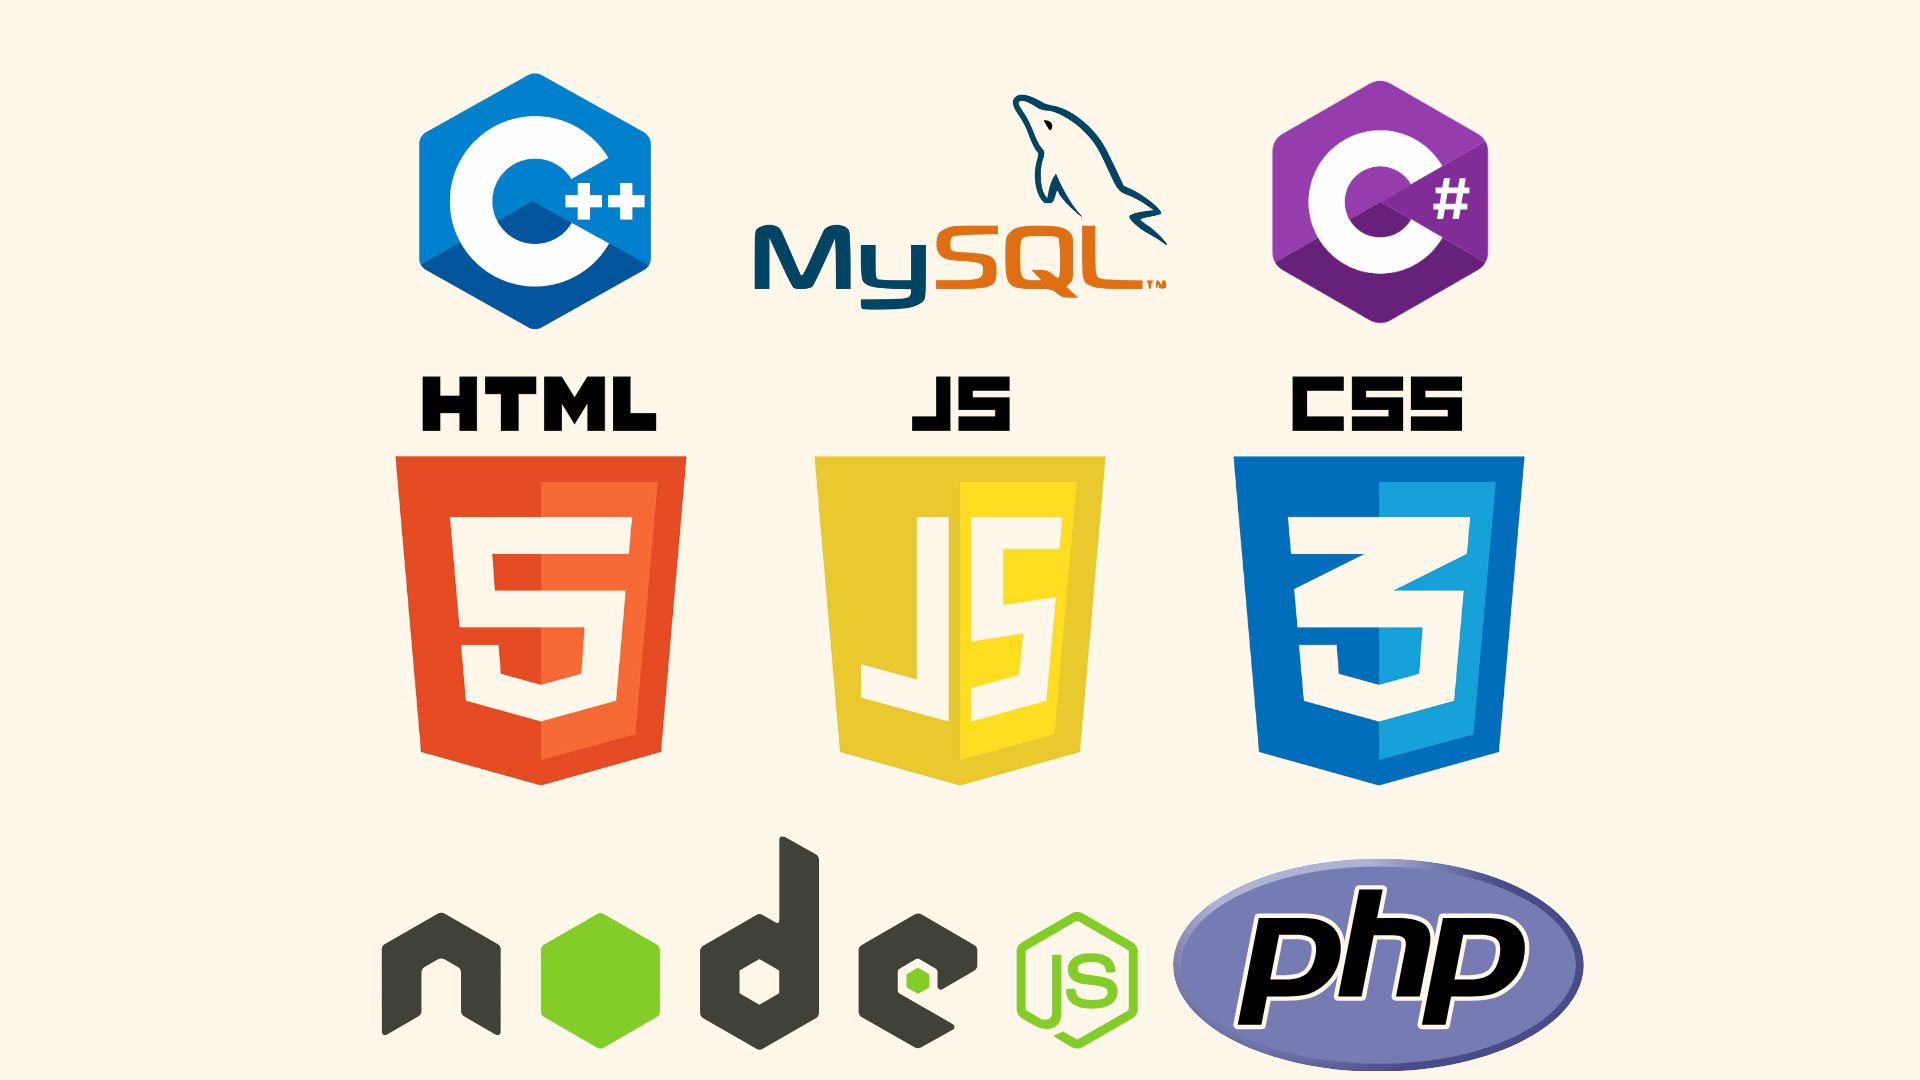 C++
MySQL™
C#
HTML JS CSS
5 JS 3
node JS php